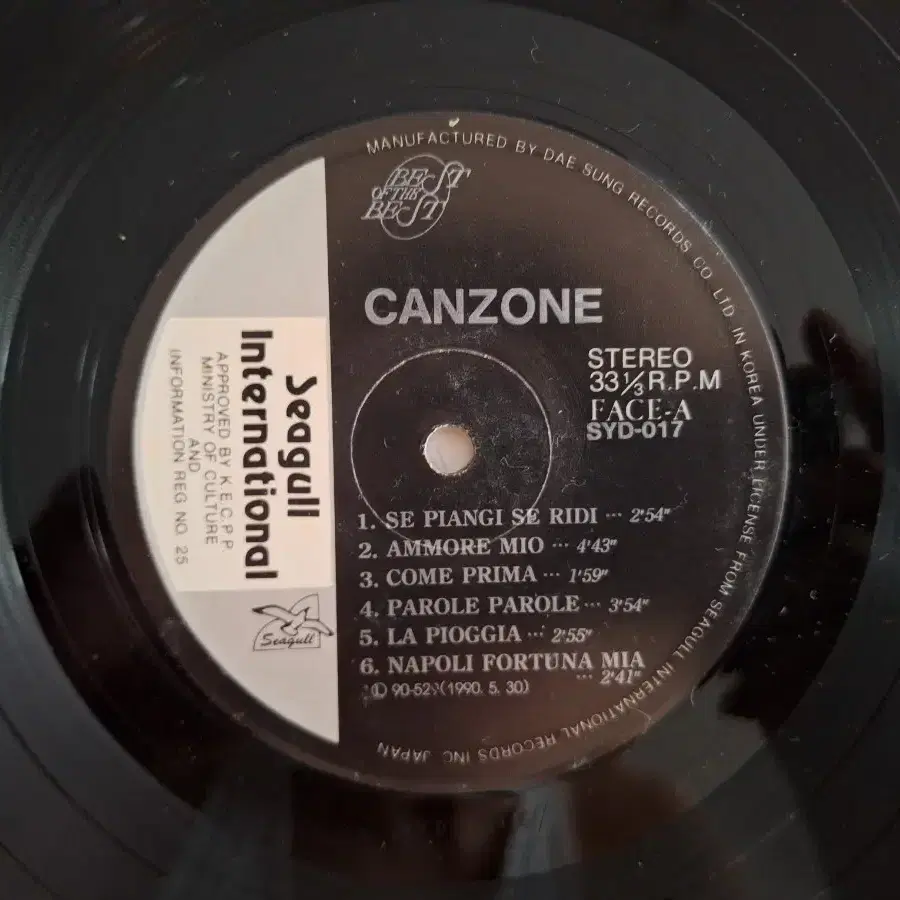 MANUFACTURED BY DAE SUNG RECORDS CO. LTD. IN KOREA UNDER LICENSE FROM SEAGULL INTERNATIONAL RECORDS INC. JAPAN
BEST
OF THE
BEST
CANZONE
STEREO
33 1/3 R.P.M
FACE-A
SYD-017
Seagull
International
APPROVED BY K.E.C.P.P.
MINISTRY OF CULTURE
AND
INFORMATION REG NO. 25
Seagull
1. SE PIANGI SE RIDI ··· 2'54"
2. AMMORE MIO ··· 4'43"
3. COME PRIMA ··· 1'59"
4. PAROLE PAROLE ··· 3'54"
5. LA PIOGGIA ··· 2'55"
6. NAPOLI FORTUNA MIA
··· 2'41"
(1990. 5. 30)